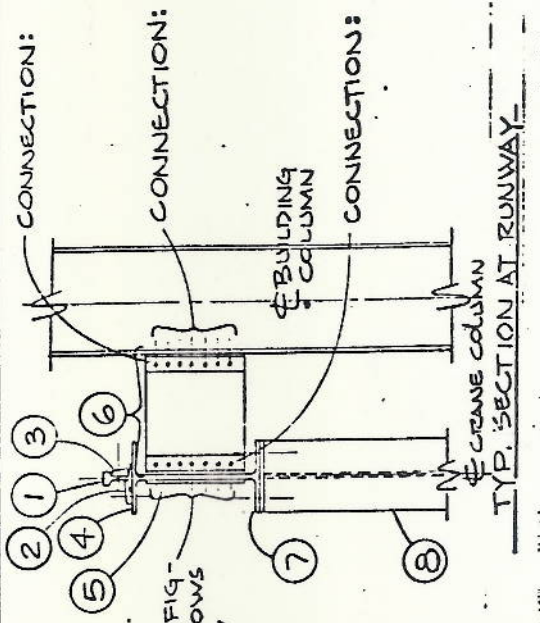 CONNECTION:
CONNECTION:
CONNECTION:
℄ BUILDING
COLUMN
1
2
3
4
5
6
7
8
FIG-
OWS
℄ CRANE COLUMN
TYP. SECTION AT RUNWAY